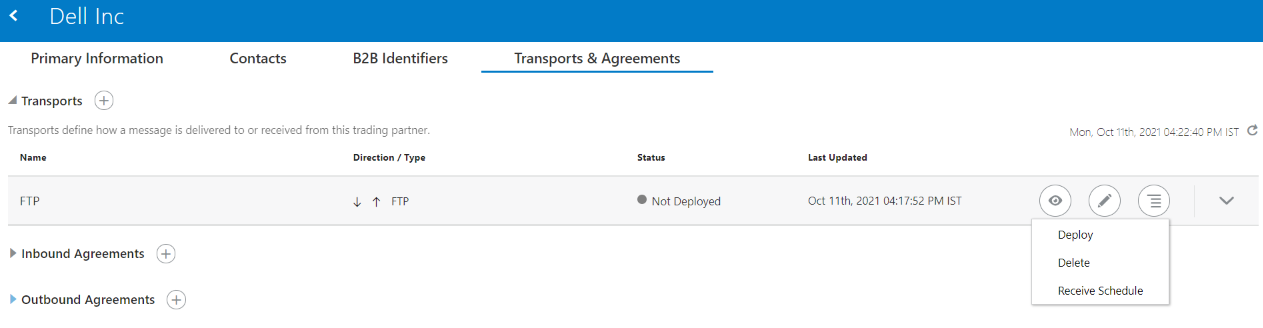 Dell Inc
Primary Information Contacts B2B Identifiers Transports & Agreements
Transports
Transports define how a message is delivered to or received from this trading partner.
Mon, Oct 11th, 2021 04:22:40 PM IST
Name Direction / Type Status Last Updated
FTP ↓ ↑ FTP Not Deployed Oct 11th, 2021 04:17:52 PM IST
Deploy
Delete
Receive Schedule
Inbound Agreements
Outbound Agreements